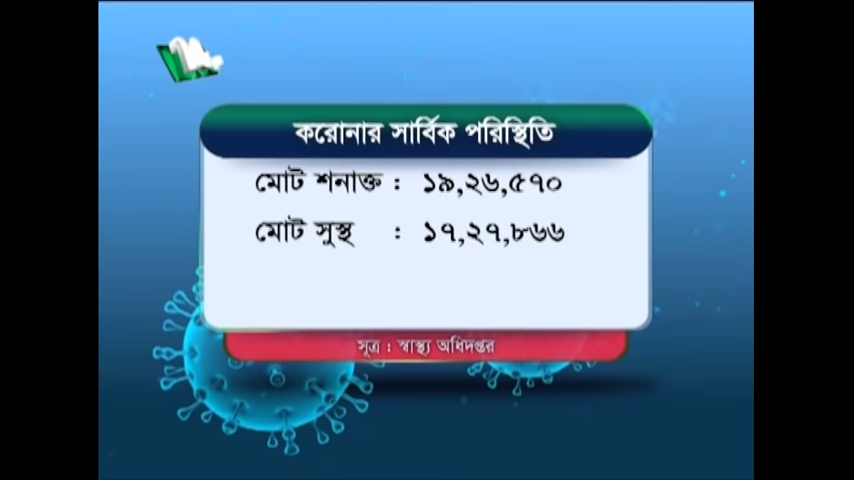 করোনার সার্বিক পরিস্থিতি
মোট শনাক্ত : ১৯,২৬,৫৭০
মোট সুস্থ : ১৭,২৭,৮৬৬
সূত্র : স্বাস্থ্য অধিদপ্তর